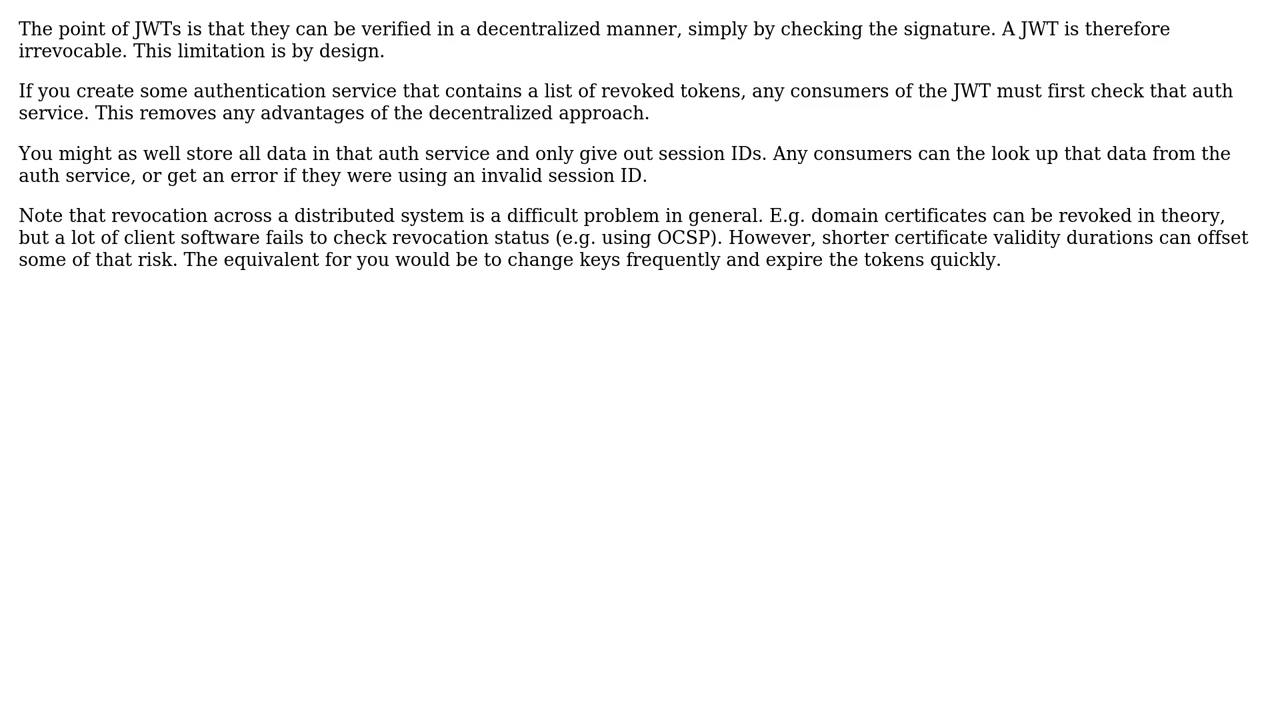 The point of JWTs is that they can be verified in a decentralized manner, simply by checking the signature. A JWT is therefore
irrevocable. This limitation is by design.
If you create some authentication service that contains a list of revoked tokens, any consumers of the JWT must first check that auth
service. This removes any advantages of the decentralized approach.
You might as well store all data in that auth service and only give out session IDs. Any consumers can the look up that data from the
auth service, or get an error if they were using an invalid session ID.
Note that revocation across a distributed system is a difficult problem in general. E.g. domain certificates can be revoked in theory,
but a lot of client software fails to check revocation status (e.g. using OCSP). However, shorter certificate validity durations can offset
some of that risk. The equivalent for you would be to change keys frequently and expire the tokens quickly.